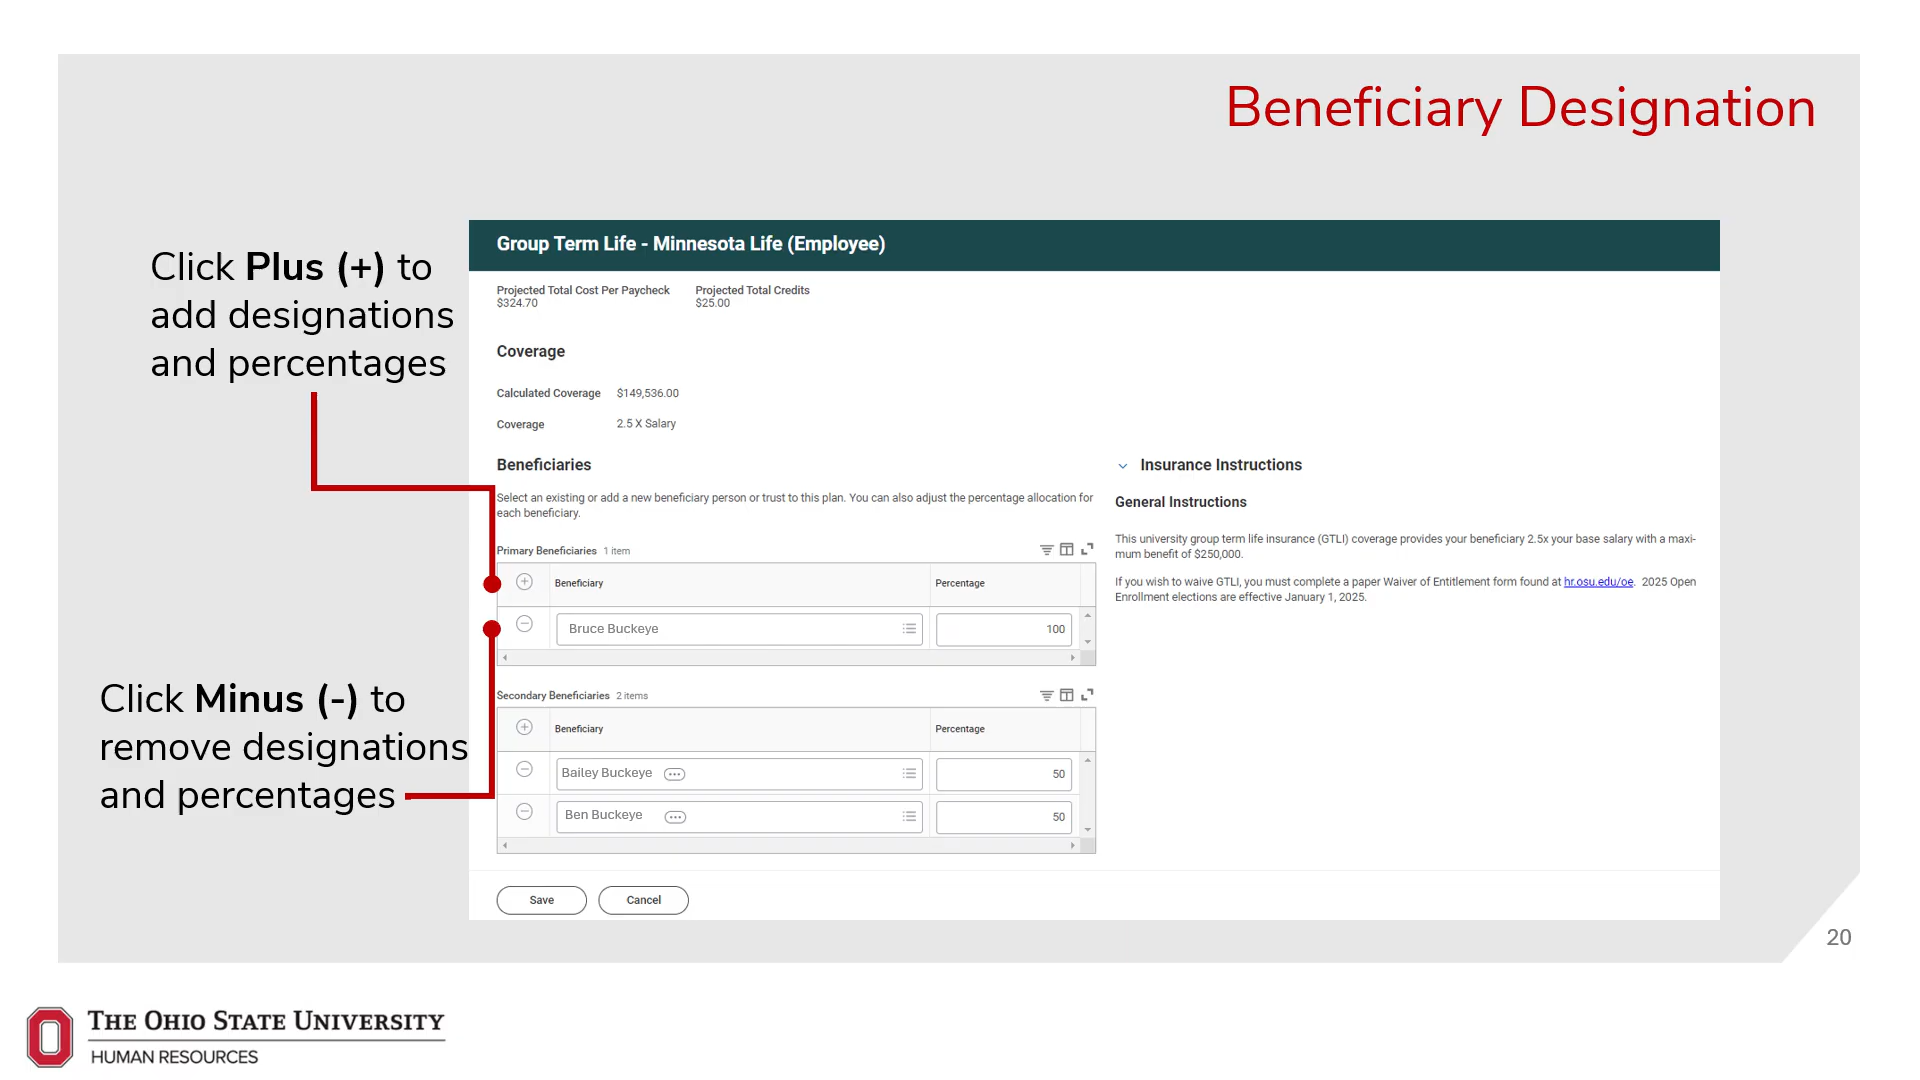 Beneficiary Designation
Click Plus (+) to
add designations
and percentages
Click Minus (-) to
remove designations
and percentages
Group Term Life - Minnesota Life (Employee)
Projected Total Cost Per Paycheck Projected Total Credits
$324.70 $25.00
Coverage
Calculated Coverage $149,536.00
Coverage 2.5 X Salary
Beneficiaries
Select an existing or add a new beneficiary person or trust to this plan. You can also adjust the percentage allocation for
each beneficiary.
Primary Beneficiaries 1 item
Beneficiary Percentage
Bruce Buckeye 100
Secondary Beneficiaries 2 items
Beneficiary Percentage
Bailey Buckeye 50
Ben Buckeye 50
Save Cancel
Insurance Instructions
General Instructions
This university group term life insurance (GTLI) coverage provides your beneficiary 2.5x your base salary with a maxi-
mum benefit of $250,000.
If you wish to waive GTLI, you must complete a paper Waiver of Entitlement form found at hr.osu.edu/oe. 2025 Open
Enrollment elections are effective January 1, 2025.
20
THE OHIO STATE UNIVERSITY
HUMAN RESOURCES